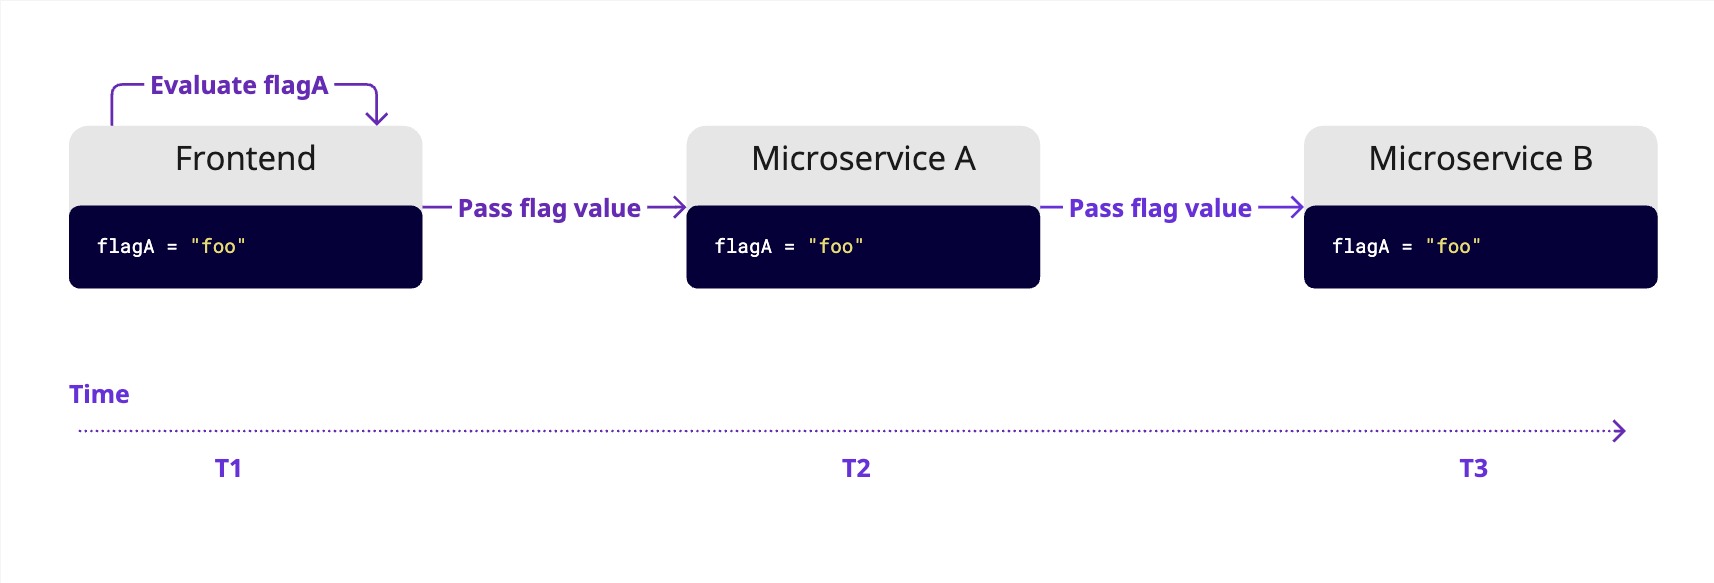 Evaluate flagA
Frontend
Microservice A
Microservice B
Pass flag value
Pass flag value
flagA = "foo"
flagA = "foo"
flagA = "foo"
Time
T1
T2
T3